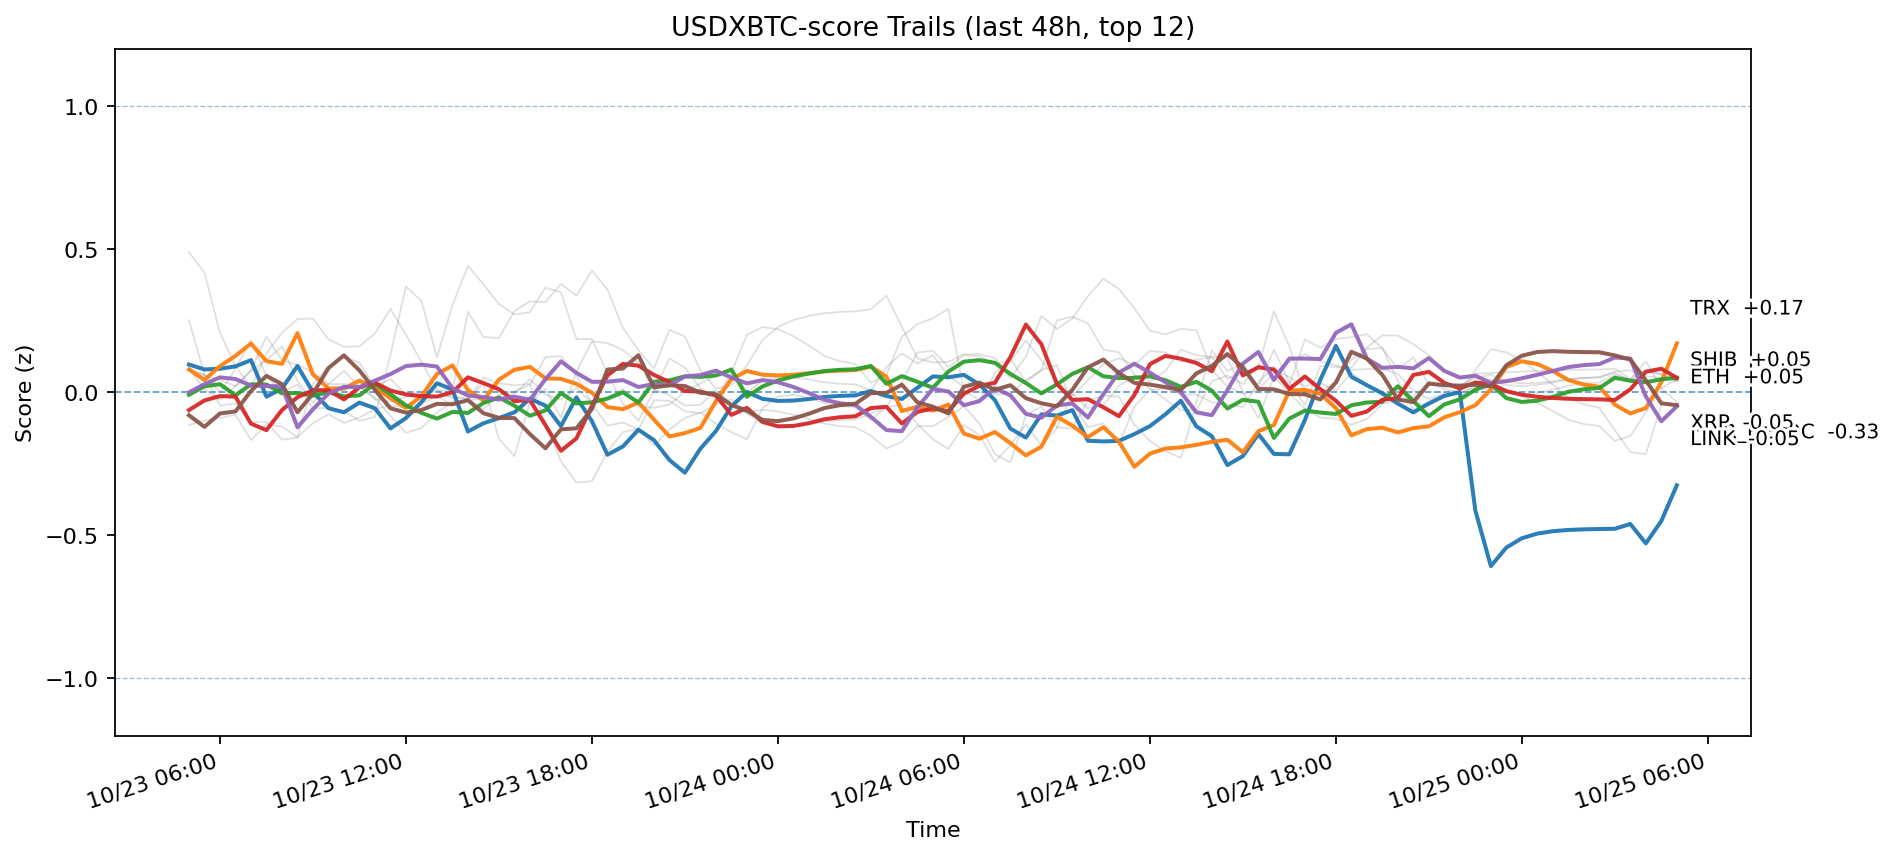 USDXBTC-score Trails (last 48h, top 12)
Score (z)
1.0
0.5
0.0
−0.5
−1.0
TRX +0.17
SHIB +0.05
ETH +0.05
XRP -0.05
-0.33
LINK -0.05
10/23 06:00
10/23 12:00
10/23 18:00
10/24 00:00
10/24 06:00
10/24 12:00
10/24 18:00
10/25 00:00
10/25 06:00
Time